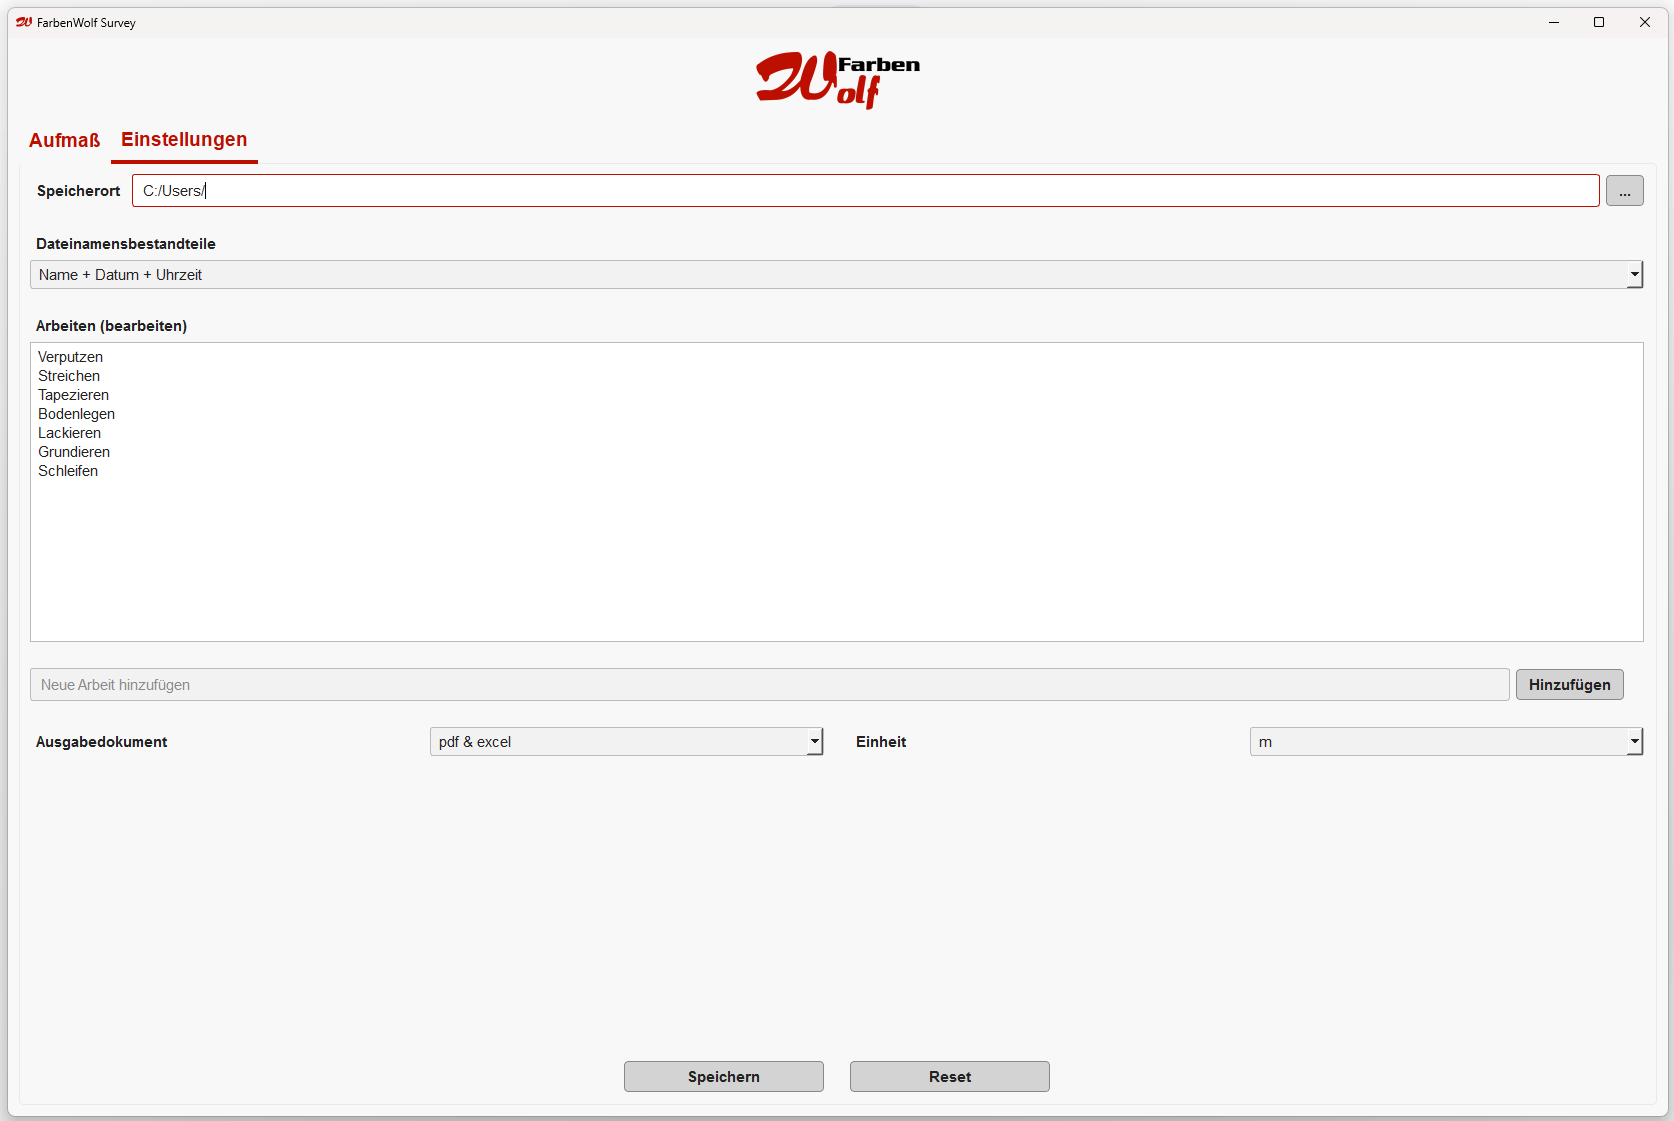 FarbenWolf Survey
Farben
Wolf
Aufmaß Einstellungen
Speicherort C:/Users/ ...
Dateinamensbestandteile
Name + Datum + Uhrzeit
Arbeiten (bearbeiten)
Verputzen
Streichen
Tapezieren
Bodenlegen
Lackieren
Grundieren
Schleifen
Neue Arbeit hinzufügen Hinzufügen
Ausgabedokument pdf & excel Einheit m
Speichern Reset